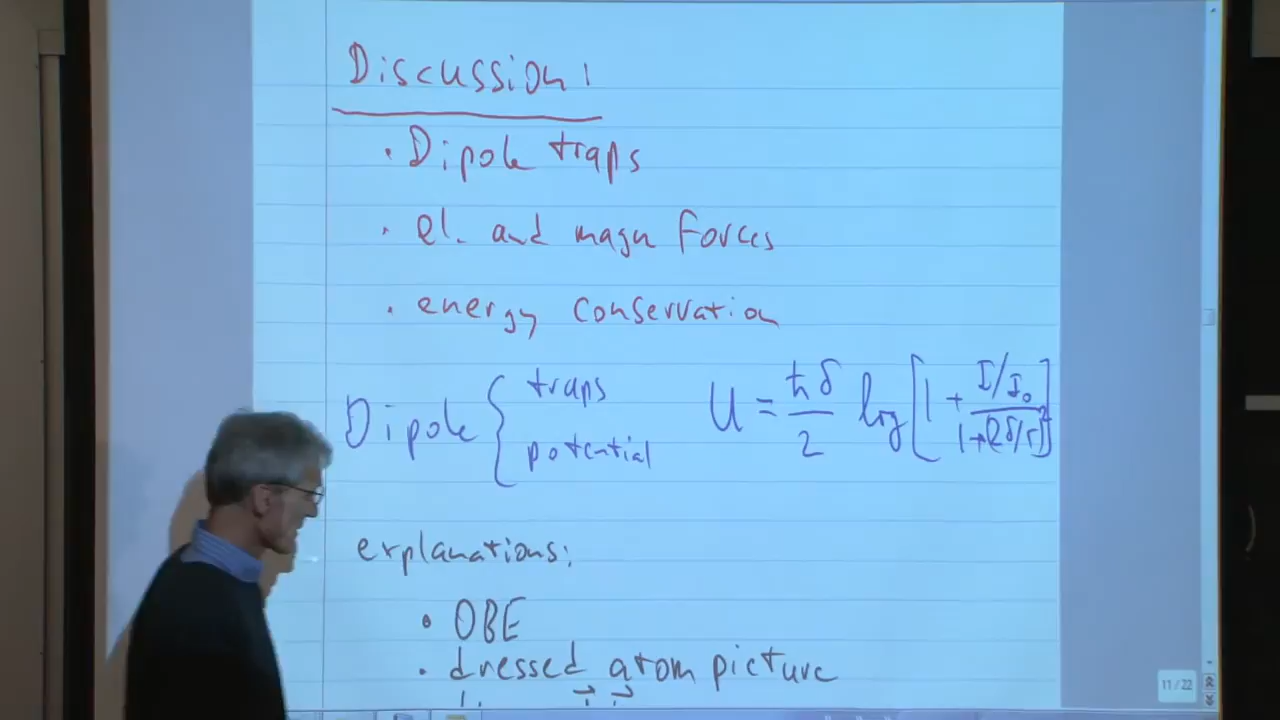 Discussion:
• Dipole traps
• el. and magn forces
• energy conservation
Dipole { traps potential U = ħδ/2 log[1 + I/I₀ / 1+(2δ/Γ)²]
explanations:
• OBE
• dressed atom picture
11 / 22